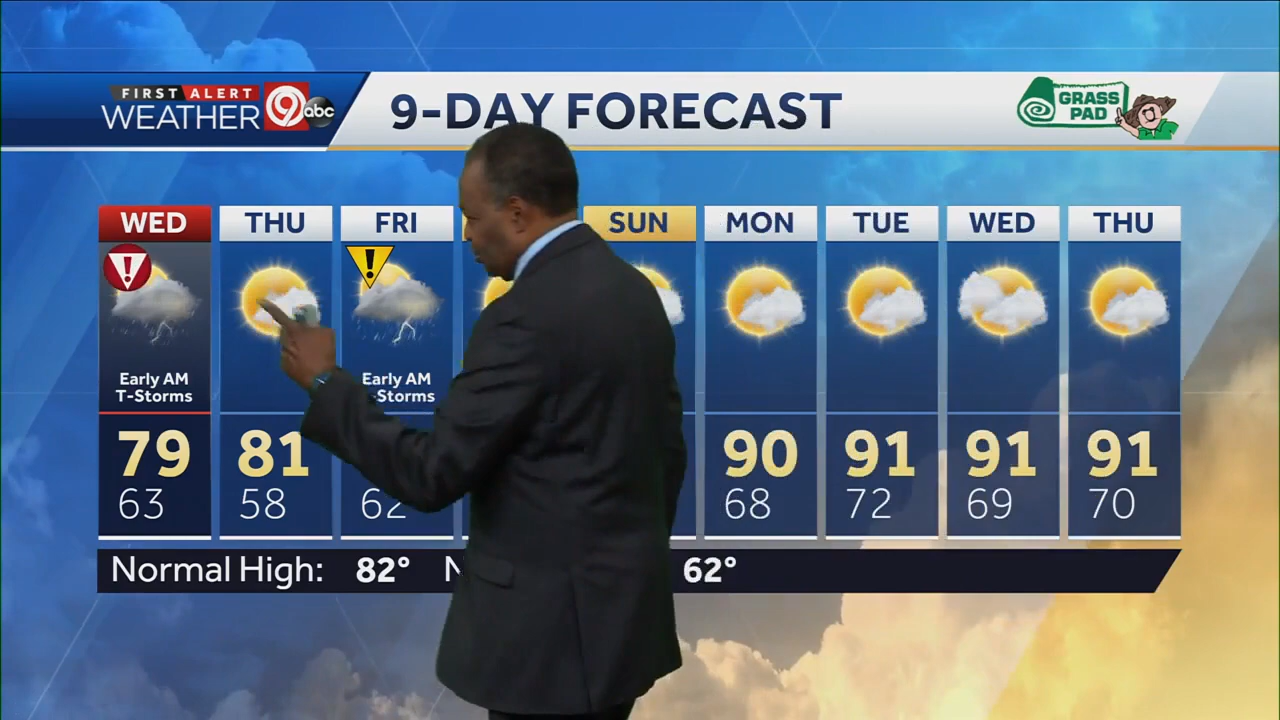 FIRST ALERT
WEATHER 9 abc
9-DAY FORECAST
GRASS
PAD
WED THU FRI SUN MON TUE WED THU
! !
Early AM Early AM
T-Storms -Storms
79 81 90 91 91 91
63 58 62 68 72 69 70
Normal High: 82° N 62°